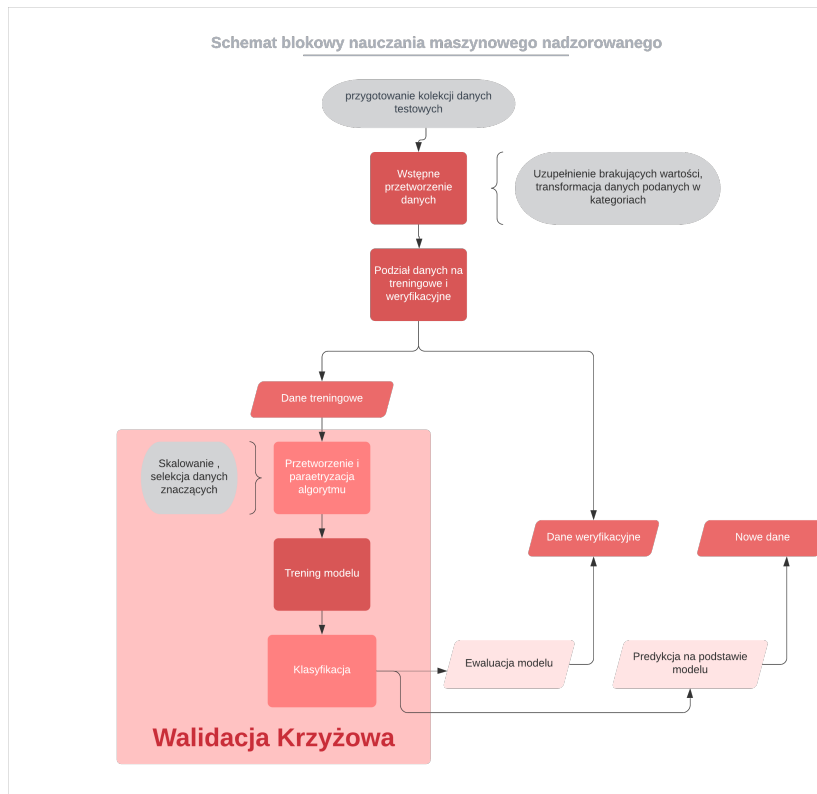 Schemat blokowy nauczania maszynowego nadzorowanego
przygotowanie kolekcji danych
testowych
Wstępne
przetworzenie
danych
Uzupełnienie brakujących wartości,
transformacja danych podanych w
kategoriach
Podział danych na
treningowe i
weryfikacyjne
Dane treningowe
Skalowanie ,
selekcja danych
znaczących
Przetworzenie i
paraetryzacja
algorytmu
Trening modelu
Dane weryfikacyjne
Nowe dane
Klasyfikacja
Ewaluacja modelu
Predykcja na podstawie
modelu
Walidacja Krzyżowa